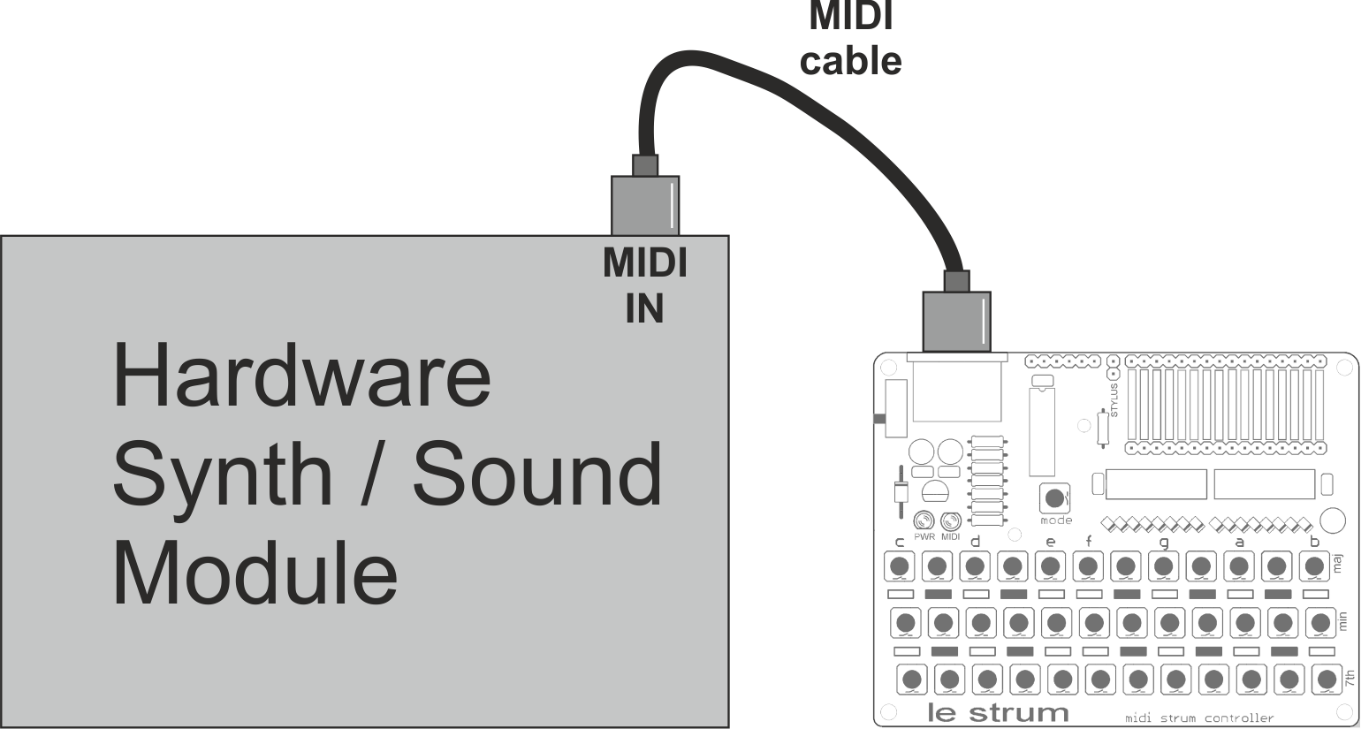 MIDI
cable
MIDI
IN
Hardware
Synth / Sound
Module
STYLUS
mode
PWR MIDI
c d e f g a b
maj
min
7th
le strum
midi strum controller